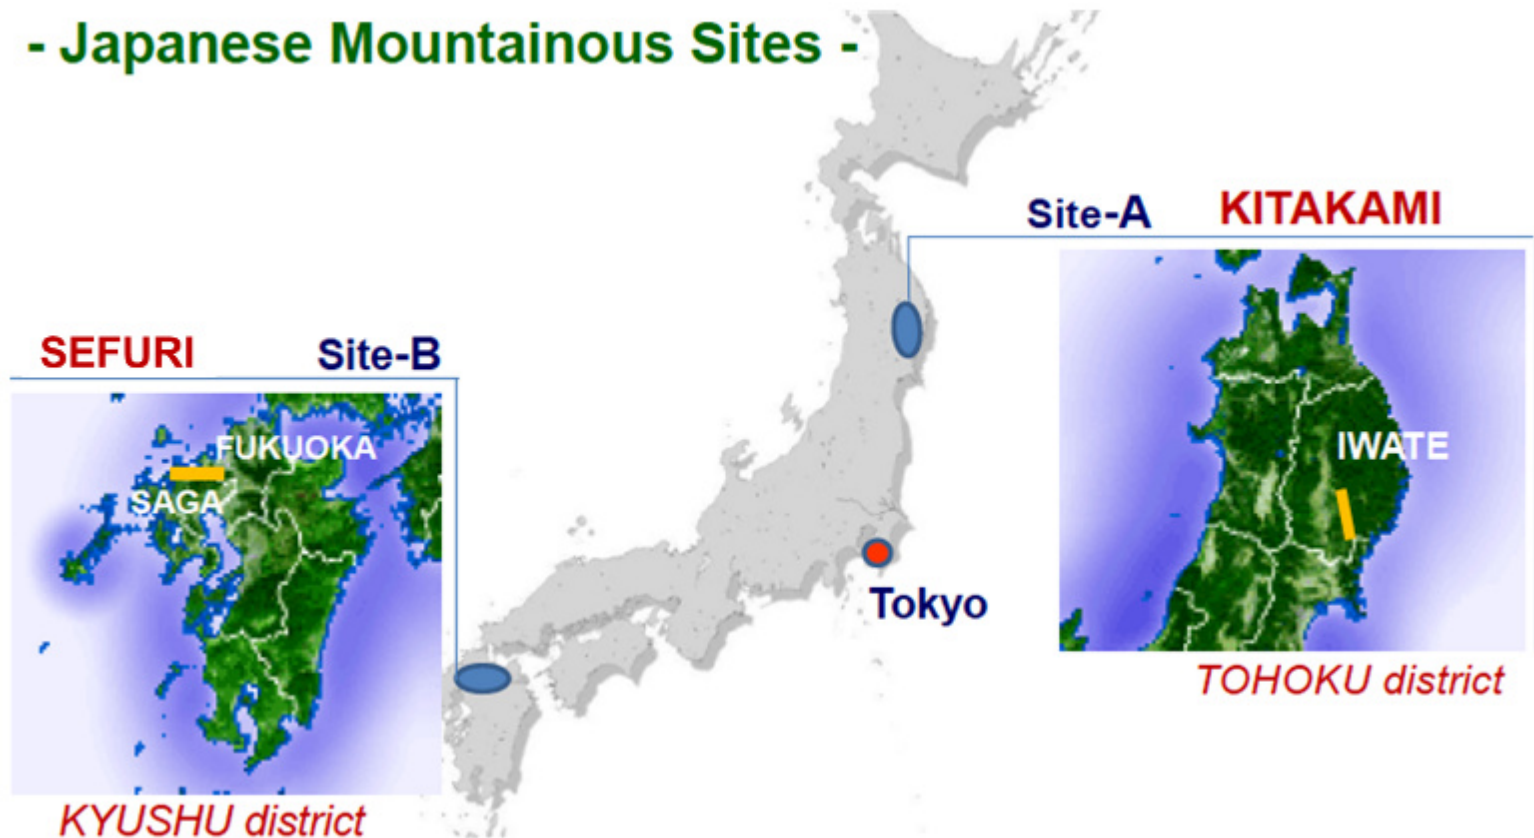 - Japanese Mountainous Sites -
Site-A KITAKAMI
SEFURI Site-B
FUKUOKA
SAGA
IWATE
Tokyo
TOHOKU district
KYUSHU district